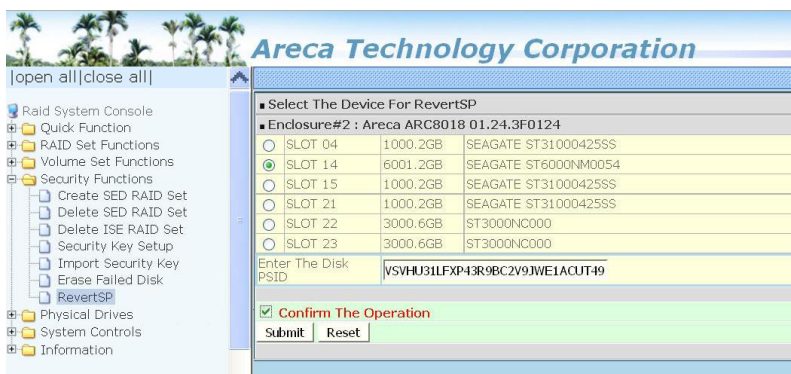 Areca Technology Corporation
|open all|close all|
Raid System Console
Quick Function
RAID Set Functions
Volume Set Functions
Security Functions
Create SED RAID Set
Delete SED RAID Set
Delete ISE RAID Set
Security Key Setup
Import Security Key
Erase Failed Disk
RevertSP
Physical Drives
System Controls
Information
Select The Device For RevertSP
Enclosure#2 : Areca ARC8018 01.24.3F0124
SLOT 04 1000.2GB SEAGATE ST31000425SS
SLOT 14 6001.2GB SEAGATE ST6000NM0054
SLOT 15 1000.2GB SEAGATE ST31000425SS
SLOT 21 1000.2GB SEAGATE ST31000425SS
SLOT 22 3000.6GB ST3000NC000
SLOT 23 3000.6GB ST3000NC000
Enter The Disk
PSID VSVHU31LFXP43R9BC2V9JWE1ACUT49
Confirm The Operation
Submit Reset